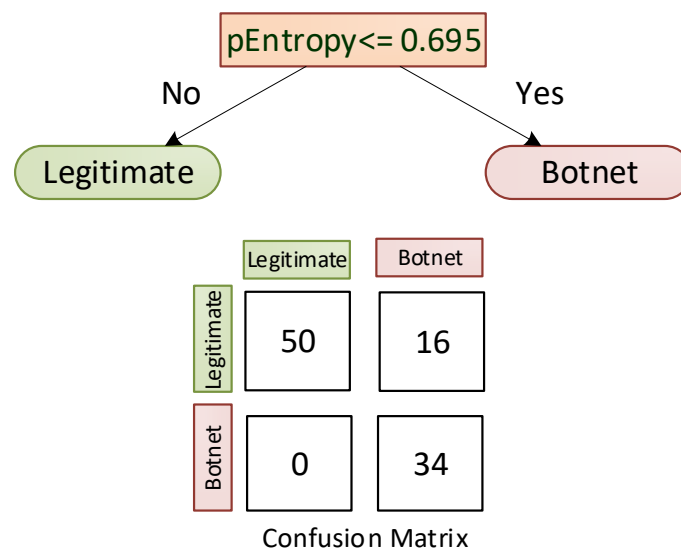 pEntropy<= 0.695
No
Yes
Legitimate
Botnet
Legitimate
Botnet
Legitimate
50
16
Botnet
0
34
Confusion Matrix